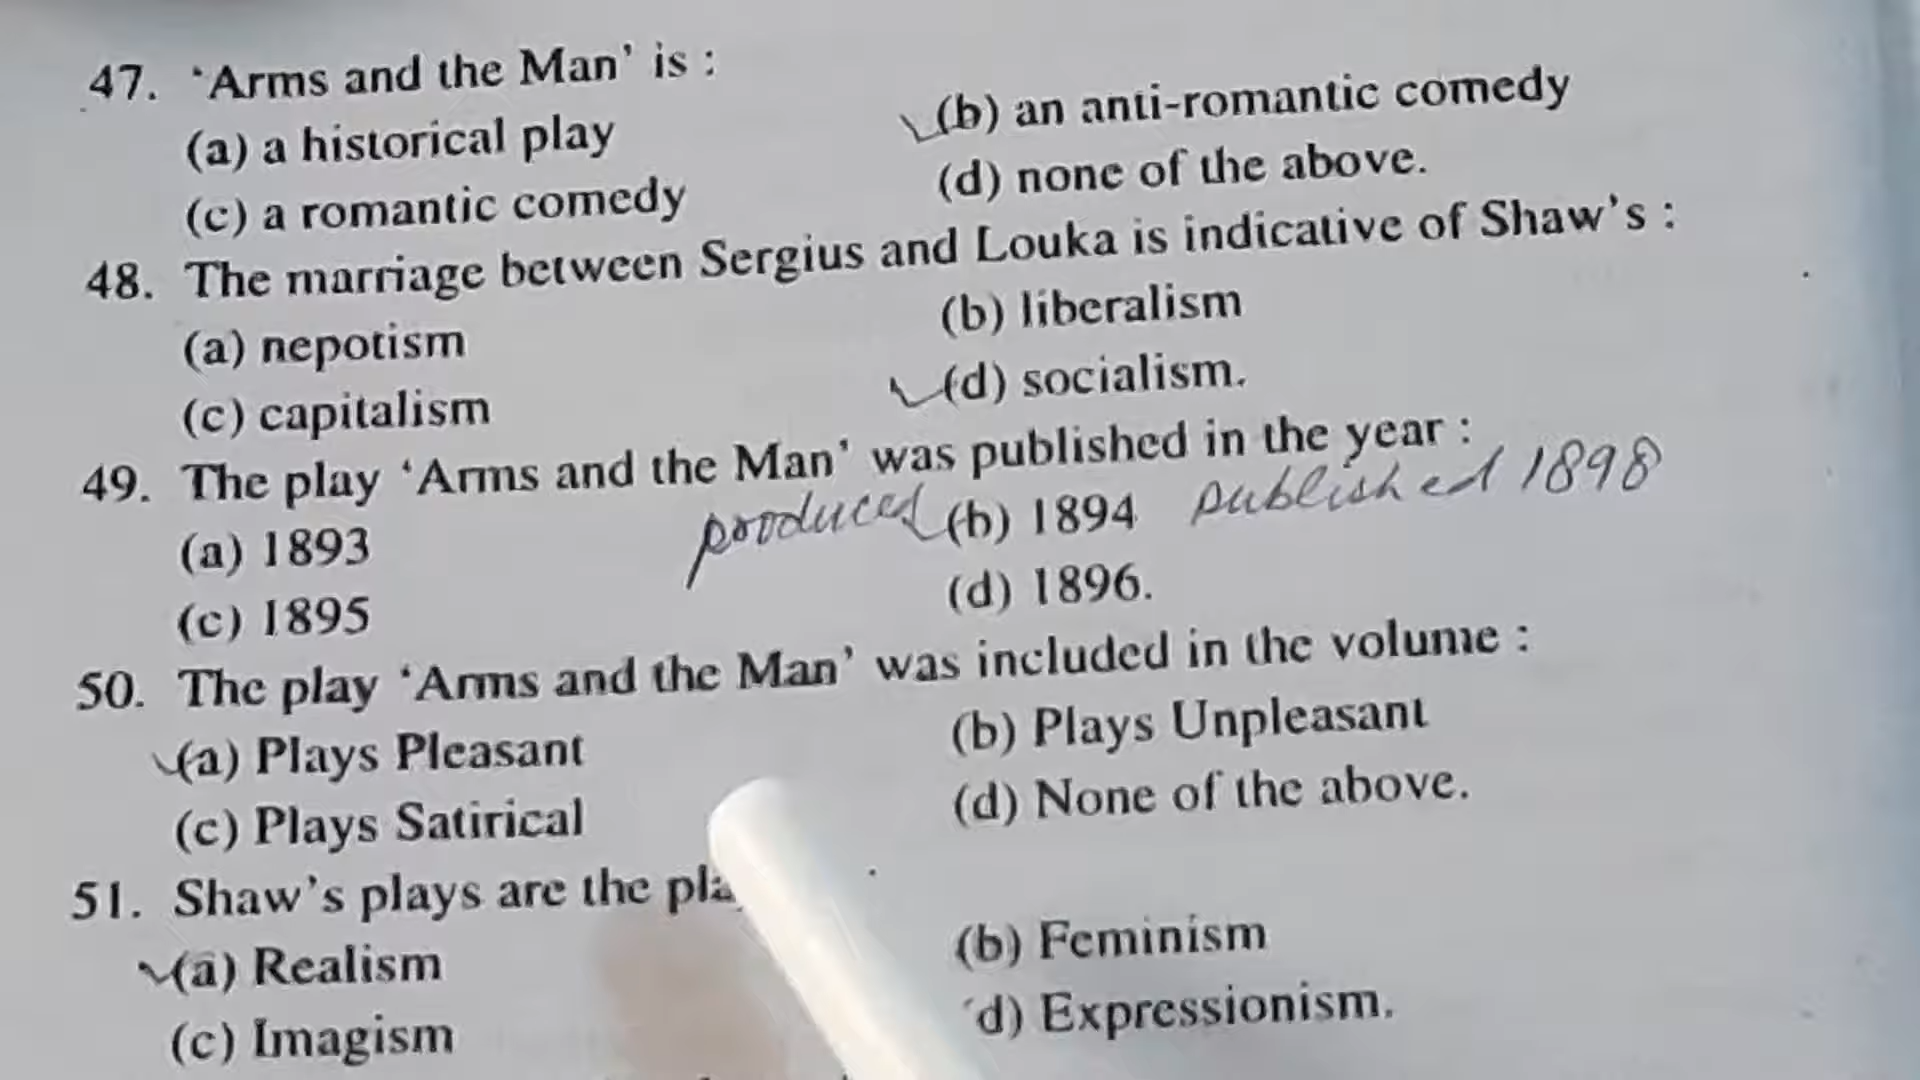 47. 'Arms and the Man' is :
(a) a historical play (b) an anti-romantic comedy
(c) a romantic comedy (d) none of the above.
48. The marriage between Sergius and Louka is indicative of Shaw's :
(a) nepotism (b) liberalism
(c) capitalism (d) socialism.
49. The play 'Arms and the Man' was published in the year :
(a) 1893 produced (b) 1894 published 1898
(c) 1895 (d) 1896.
50. The play 'Arms and the Man' was included in the volume :
(a) Plays Pleasant (b) Plays Unpleasant
(c) Plays Satirical (d) None of the above.
51. Shaw's plays are the
(a) Realism (b) Feminism
(c) Imagism d) Expressionism.